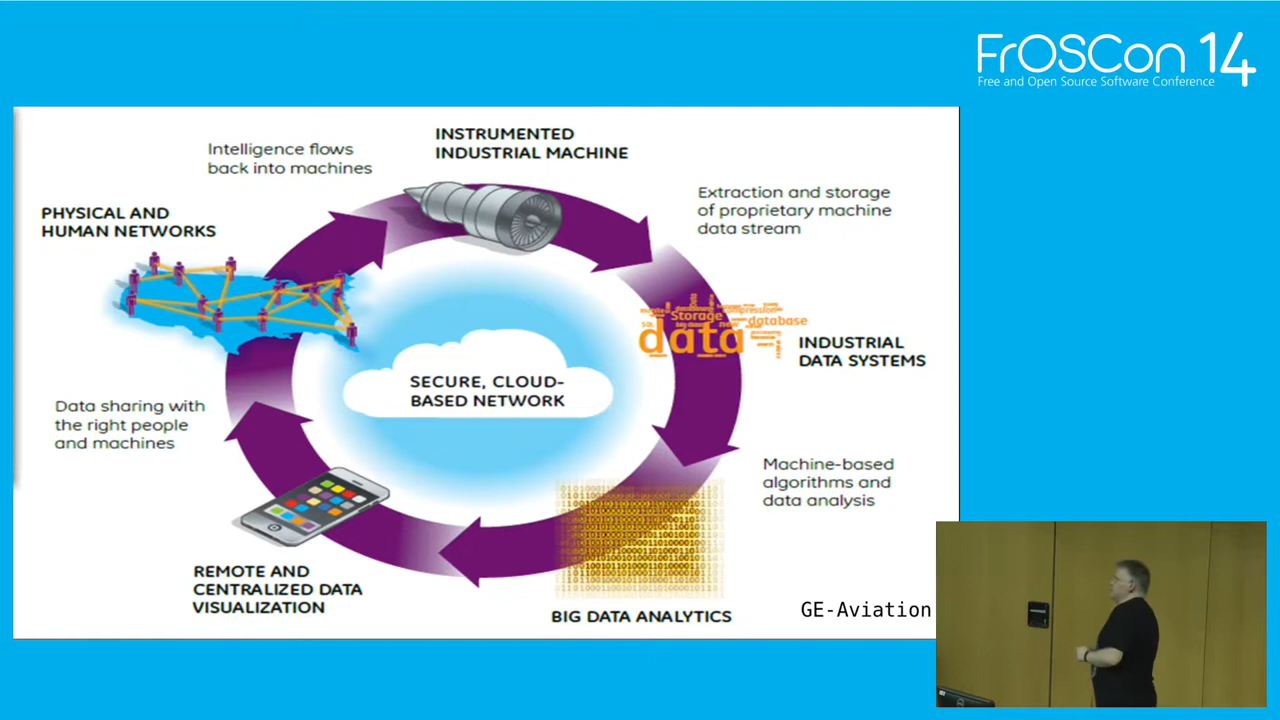 FrOSCon 14
Free and Open Source Software Conference
INSTRUMENTED
INDUSTRIAL MACHINE
Intelligence flows
back into machines
Extraction and storage
of proprietary machine
data stream
PHYSICAL AND
HUMAN NETWORKS
Storage
compression
database
data
INDUSTRIAL
DATA SYSTEMS
SECURE, CLOUD-
BASED NETWORK
Data sharing with
the right people
and machines
Machine-based
algorithms and
data analysis
REMOTE AND
CENTRALIZED DATA
VISUALIZATION
BIG DATA ANALYTICS
GE-Aviation